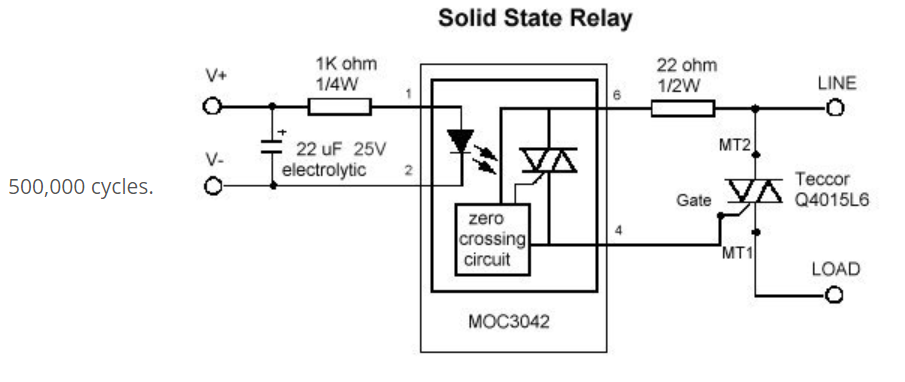 Solid State Relay
500,000 cycles.
V+
1K ohm
1/4W
1
+
22 uF 25V
electrolytic
V-
2
zero
crossing
circuit
MOC3042
6
4
22 ohm
1/2W
LINE
MT2
Gate
Teccor
Q4015L6
MT1
LOAD